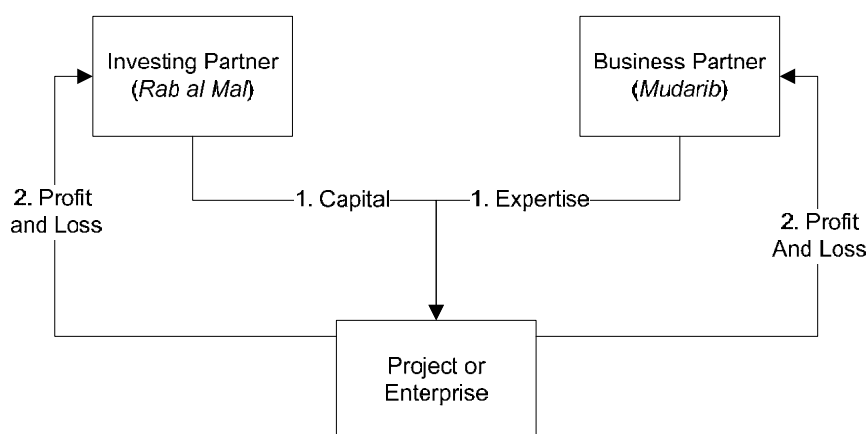 Investing Partner
(Rab al Mal)
Business Partner
(Mudarib)
1. Capital
1. Expertise
2. Profit
and Loss
2. Profit
And Loss
Project or
Enterprise